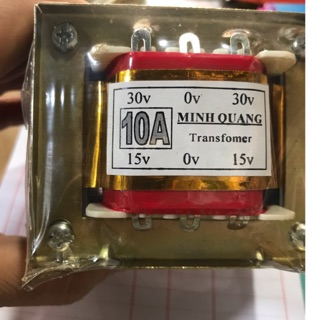 30v 0v 30v
10A MINH QUANG
Transfomer
15v 0v 15v